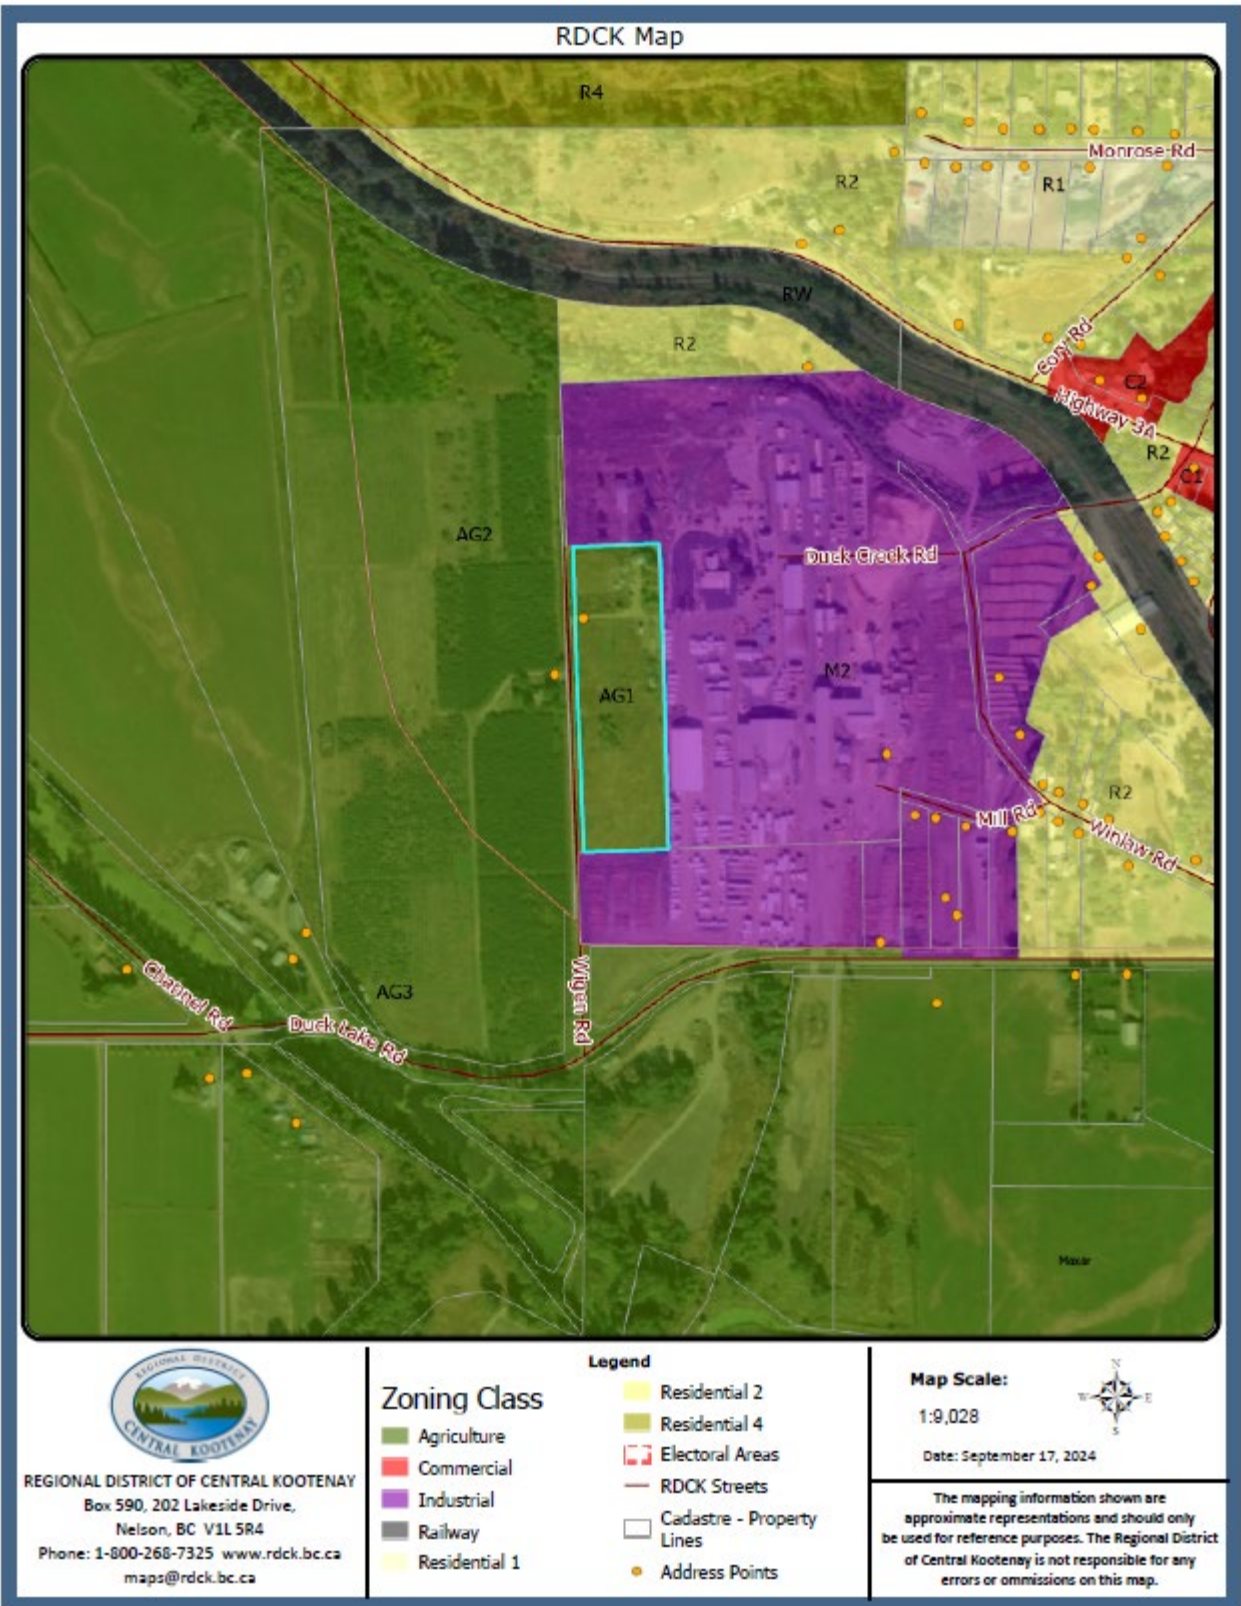 RDCK Map
R4
Monrose Rd
R2
R1
RW
R2
Cory Rd
C2
Highway 3A
R2
C1
AG2
Duck Creek Rd
M2
AG1
R2
Mill Rd
Winlaw Rd
Channel Rd
Wigen Rd
AG3
Duck Lake Rd
Maxar
REGIONAL DISTRICT OF
CENTRAL KOOTENAY
REGIONAL DISTRICT OF CENTRAL KOOTENAY
Box 590, 202 Lakeside Drive,
Nelson, BC V1L 5R4
Phone: 1-800-268-7325 www.rdck.bc.ca
maps@rdck.bc.ca
Legend
Zoning Class
Agriculture
Commercial
Industrial
Railway
Residential 1
Residential 2
Residential 4
Electoral Areas
RDCK Streets
Cadastre - Property
Lines
Address Points
Map Scale:
1:9,028
N
W E
S
Date: September 17, 2024
The mapping information shown are
approximate representations and should only
be used for reference purposes. The Regional District
of Central Kootenay is not responsible for any
errors or ommissions on this map.